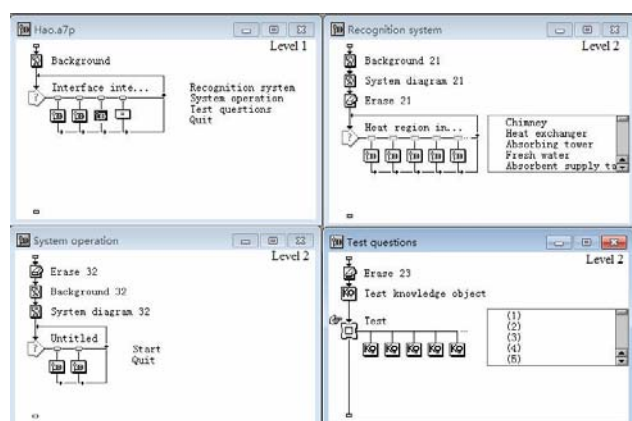 Hao.a7p
Level 1
Background
Interface inte...
Recognition system
System operation
Test questions
Quit
Recognition system
Level 2
Background 21
System diagram 21
Erase 21
Heat region in...
Chimney
Heat exchanger
Absorbing tower
Fresh water
Absorbent supply ta
System operation
Level 2
Erase 32
Background 32
System diagram 32
Untitled
Start
Quit
Test questions
Level 2
Erase 23
Test knowledge object
Test
(1)
(2)
(3)
(4)
(5)